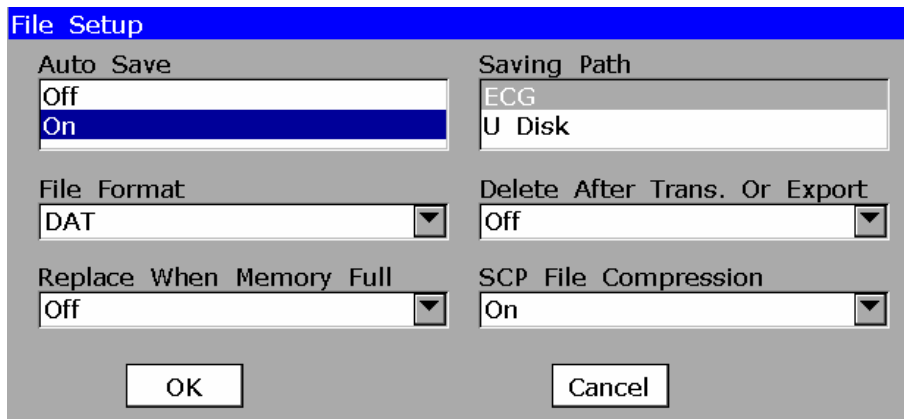 File Setup
Auto Save
Saving Path
Off
ECG
On
U Disk
File Format
Delete After Trans. Or Export
DAT
Off
Replace When Memory Full
SCP File Compression
Off
On
OK
Cancel